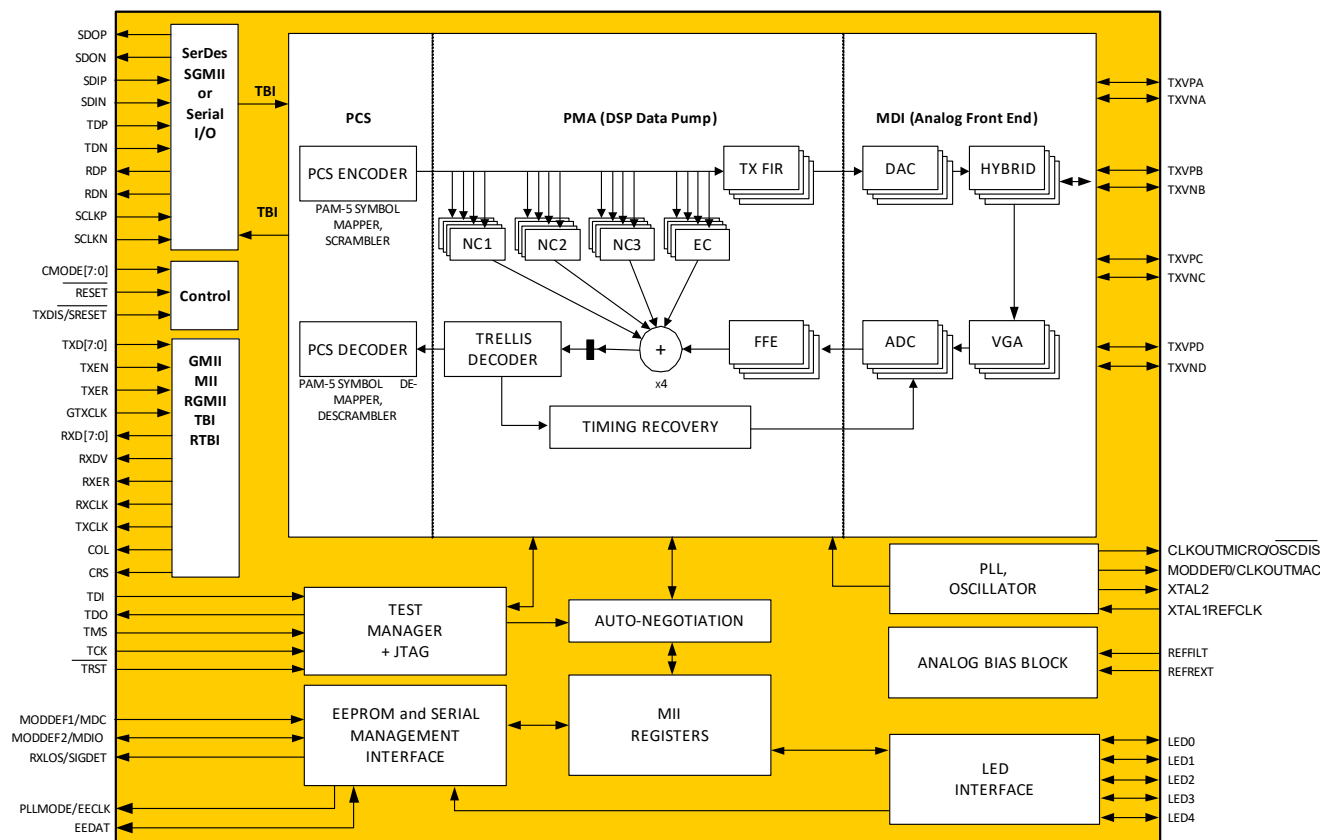 SDOP
SDON
SDIP
SDIN
TDP
TDN
RDP
RDN
SCLKP
SCLKN
SerDes
SGMII
or
Serial
I/O
TBI
TBI
CMODE[7:0]
RESET
TXDIS/SRESET
Control
TXD[7:0]
TXEN
TXER
GTXCLK
RXD[7:0]
RXDV
RXER
RXCLK
TXCLK
COL
CRS
GMII
MII
RGMII
TBI
RTBI
PCS
PCS ENCODER
PAM-5 SYMBOL
MAPPER,
SCRAMBLER
PCS DECODER
PAM-5 SYMBOL DE-
MAPPER,
DESCRAMBLER
PMA (DSP Data Pump)
TX FIR
NC1
NC2
NC3
EC
TRELLIS
DECODER
+
x4
FFE
TIMING RECOVERY
MDI (Analog Front End)
DAC
HYBRID
ADC
VGA
TXVPA
TXVNA
TXVPB
TXVNB
TXVPC
TXVNC
TXVPD
TXVND
TDI
TDO
TMS
TCK
TRST
TEST
MANAGER
+ JTAG
AUTO-NEGOTIATION
PLL,
OSCILLATOR
CLKOUTMICRO/OSCDIS
MODDEF0/CLKOUTMAC
XTAL2
XTAL1REFCLK
ANALOG BIAS BLOCK
REFFILT
REFREXT
MODDEF1/MDC
MODDEF2/MDIO
RXLOS/SIGDET
PLLMODE/EECLK
EEDAT
EEPROM and SERIAL
MANAGEMENT
INTERFACE
MII
REGISTERS
LED
INTERFACE
LED0
LED1
LED2
LED3
LED4